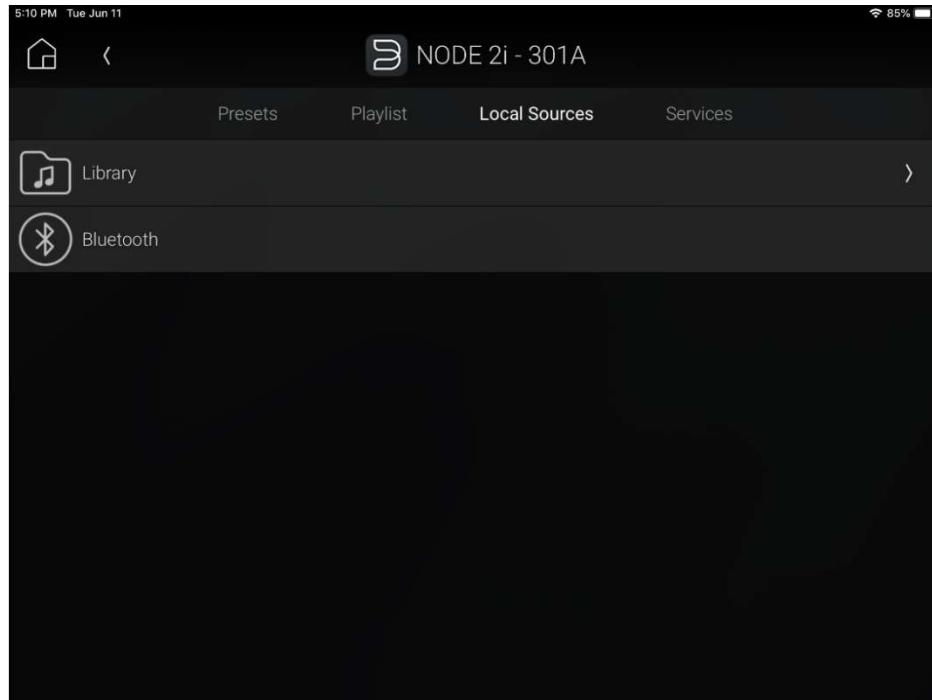 5:10 PM Tue Jun 11 85%
NODE 2i - 301A
Presets Playlist Local Sources Services
Library
Bluetooth